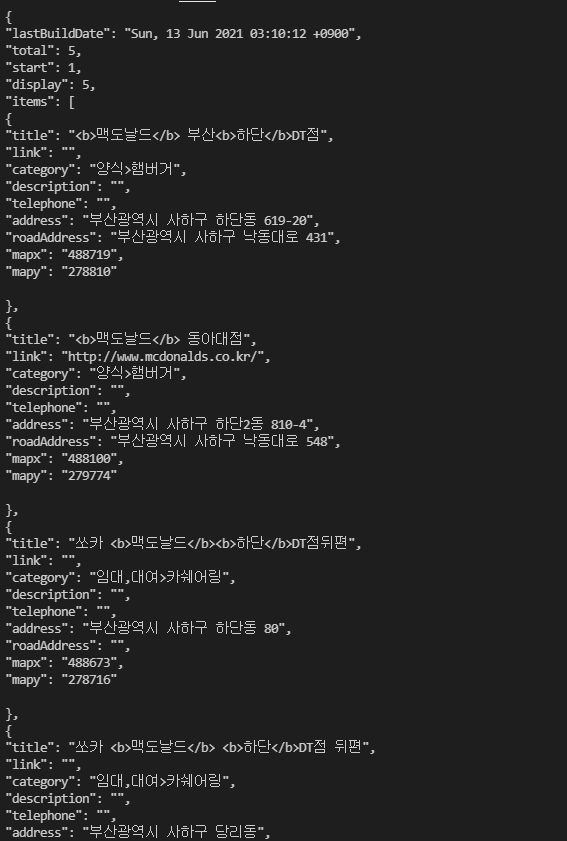 {
"lastBuildDate": "Sun, 13 Jun 2021 03:10:12 +0900",
"total": 5,
"start": 1,
"display": 5,
"items": [
{
"title": "<b>맥도날드</b> 부산<b>하단</b>DT점",
"link": "",
"category": "양식>햄버거",
"description": "",
"telephone": "",
"address": "부산광역시 사하구 하단동 619-20",
"roadAddress": "부산광역시 사하구 낙동대로 431",
"mapx": "488719",
"mapy": "278810"
},
{
"title": "<b>맥도날드</b> 동아대점",
"link": "http://www.mcdonalds.co.kr/",
"category": "양식>햄버거",
"description": "",
"telephone": "",
"address": "부산광역시 사하구 하단2동 810-4",
"roadAddress": "부산광역시 사하구 낙동대로 548",
"mapx": "488100",
"mapy": "279774"
},
{
"title": "쏘카 <b>맥도날드</b><b>하단</b>DT점뒤편",
"link": "",
"category": "임대,대여>카쉐어링",
"description": "",
"telephone": "",
"address": "부산광역시 사하구 하단동 80",
"roadAddress": "",
"mapx": "488673",
"mapy": "278716"
},
{
"title": "쏘카 <b>맥도날드</b> <b>하단</b>DT점 뒤편",
"link": "",
"category": "임대,대여>카쉐어링",
"description": "",
"telephone": "",
"address": "부산광역시 사하구 당리동",